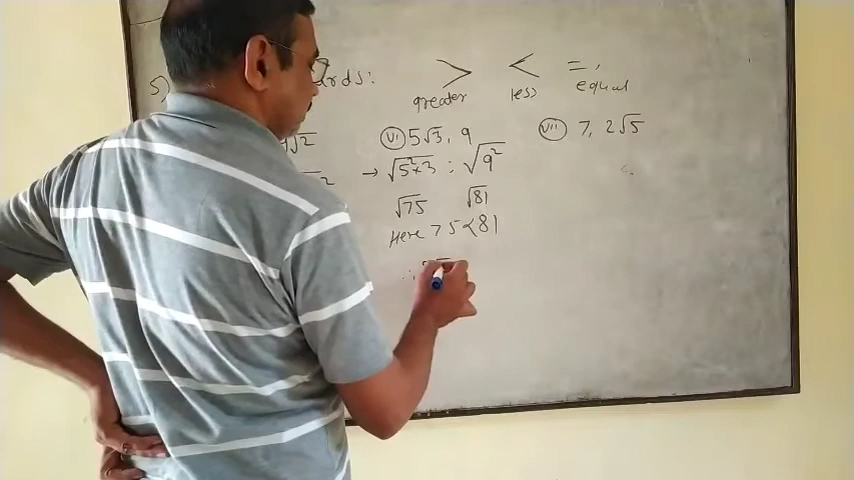 5) rds: > < = ,
greater less equal
√2 (vi) 5√3, 9 (vii) 7, 2√5
→ √5²×3 ; √9²
√75 √81
Here 75<81
∴